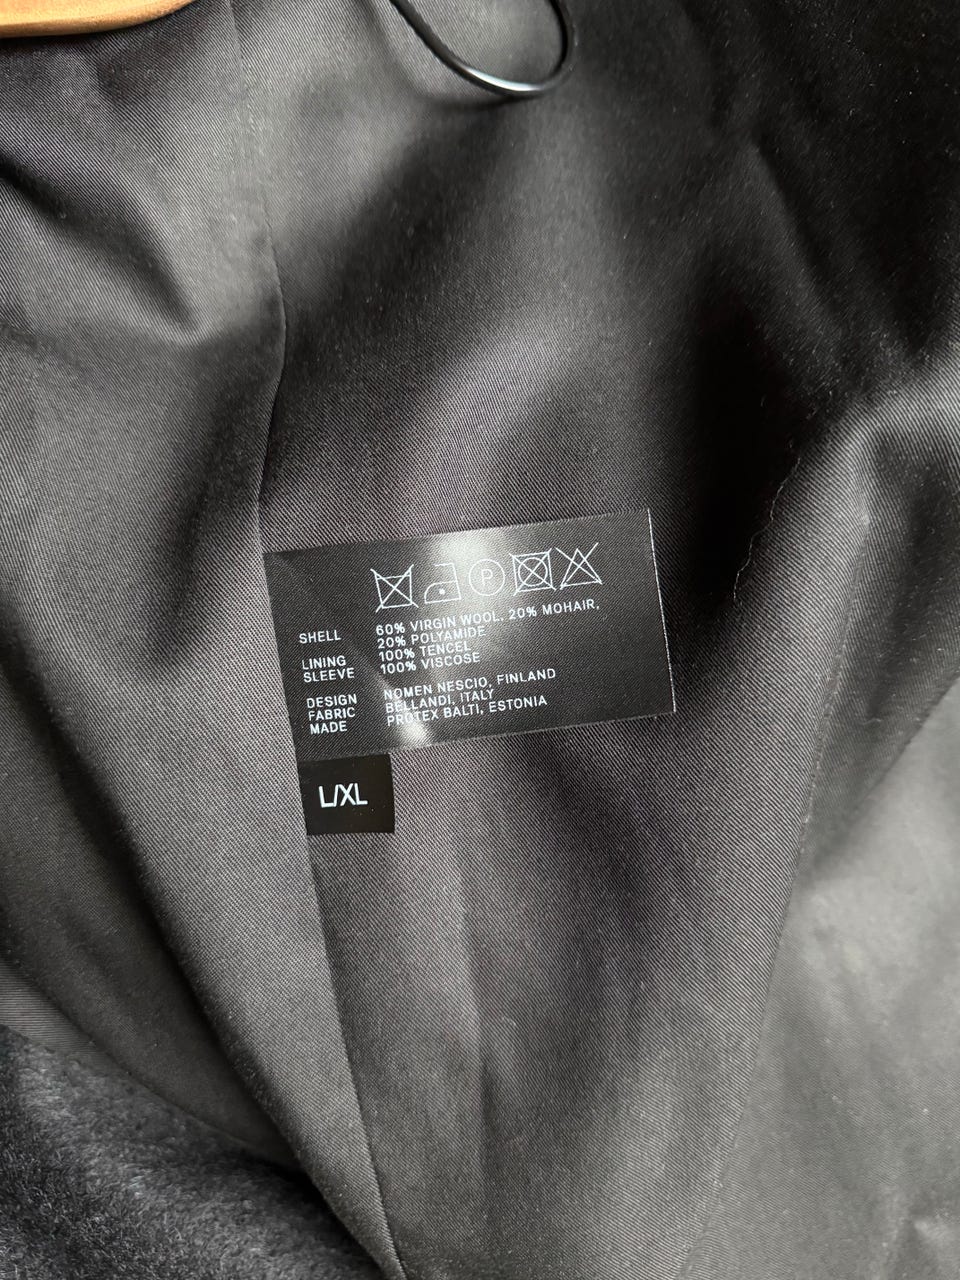 P
SHELL 60% VIRGIN WOOL, 20% MOHAIR,
20% POLYAMIDE
LINING 100% TENCEL
SLEEVE 100% VISCOSE
DESIGN NOMEN NESCIO, FINLAND
FABRIC BELLANDI, ITALY
MADE PROTEX BALTI, ESTONIA
L/XL